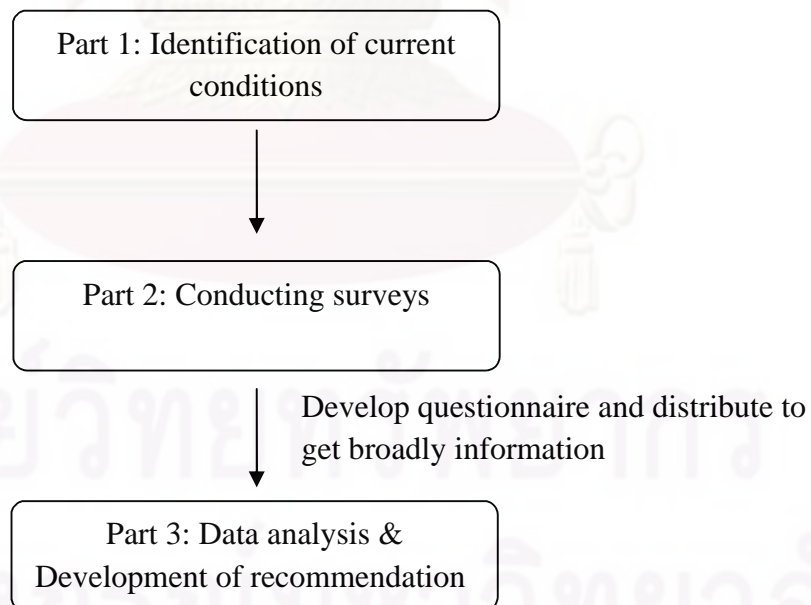 Part 1: Identification of current
conditions
Part 2: Conducting surveys
Develop questionnaire and distribute to
get broadly information
Part 3: Data analysis &
Development of recommendation